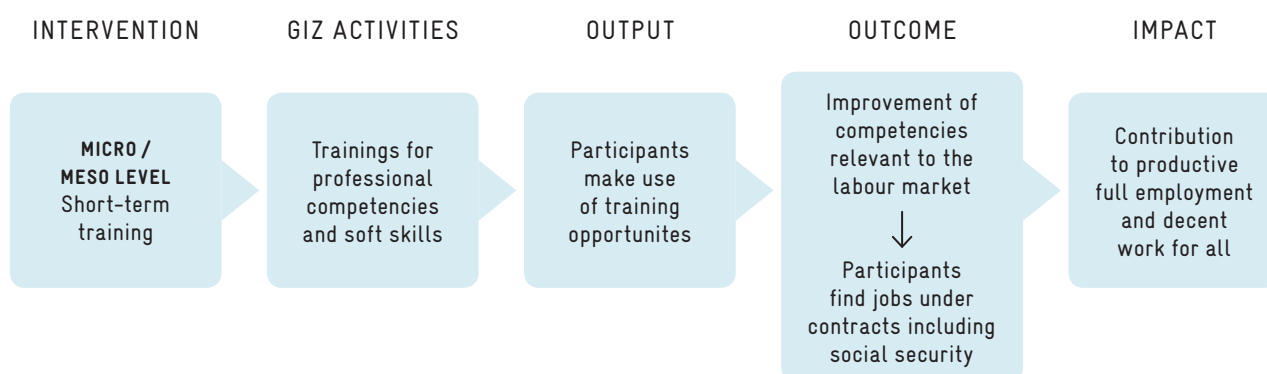 INTERVENTION
GIZ ACTIVITIES
OUTPUT
OUTCOME
IMPACT
MICRO /
MESO LEVEL
Short-term
training
Trainings for
professional
competencies
and soft skills
Participants
make use
of training
opportunites
Improvement of
competencies
relevant to the
labour market
Participants
find jobs under
contracts including
social security
Contribution
to productive
full employment
and decent
work for all